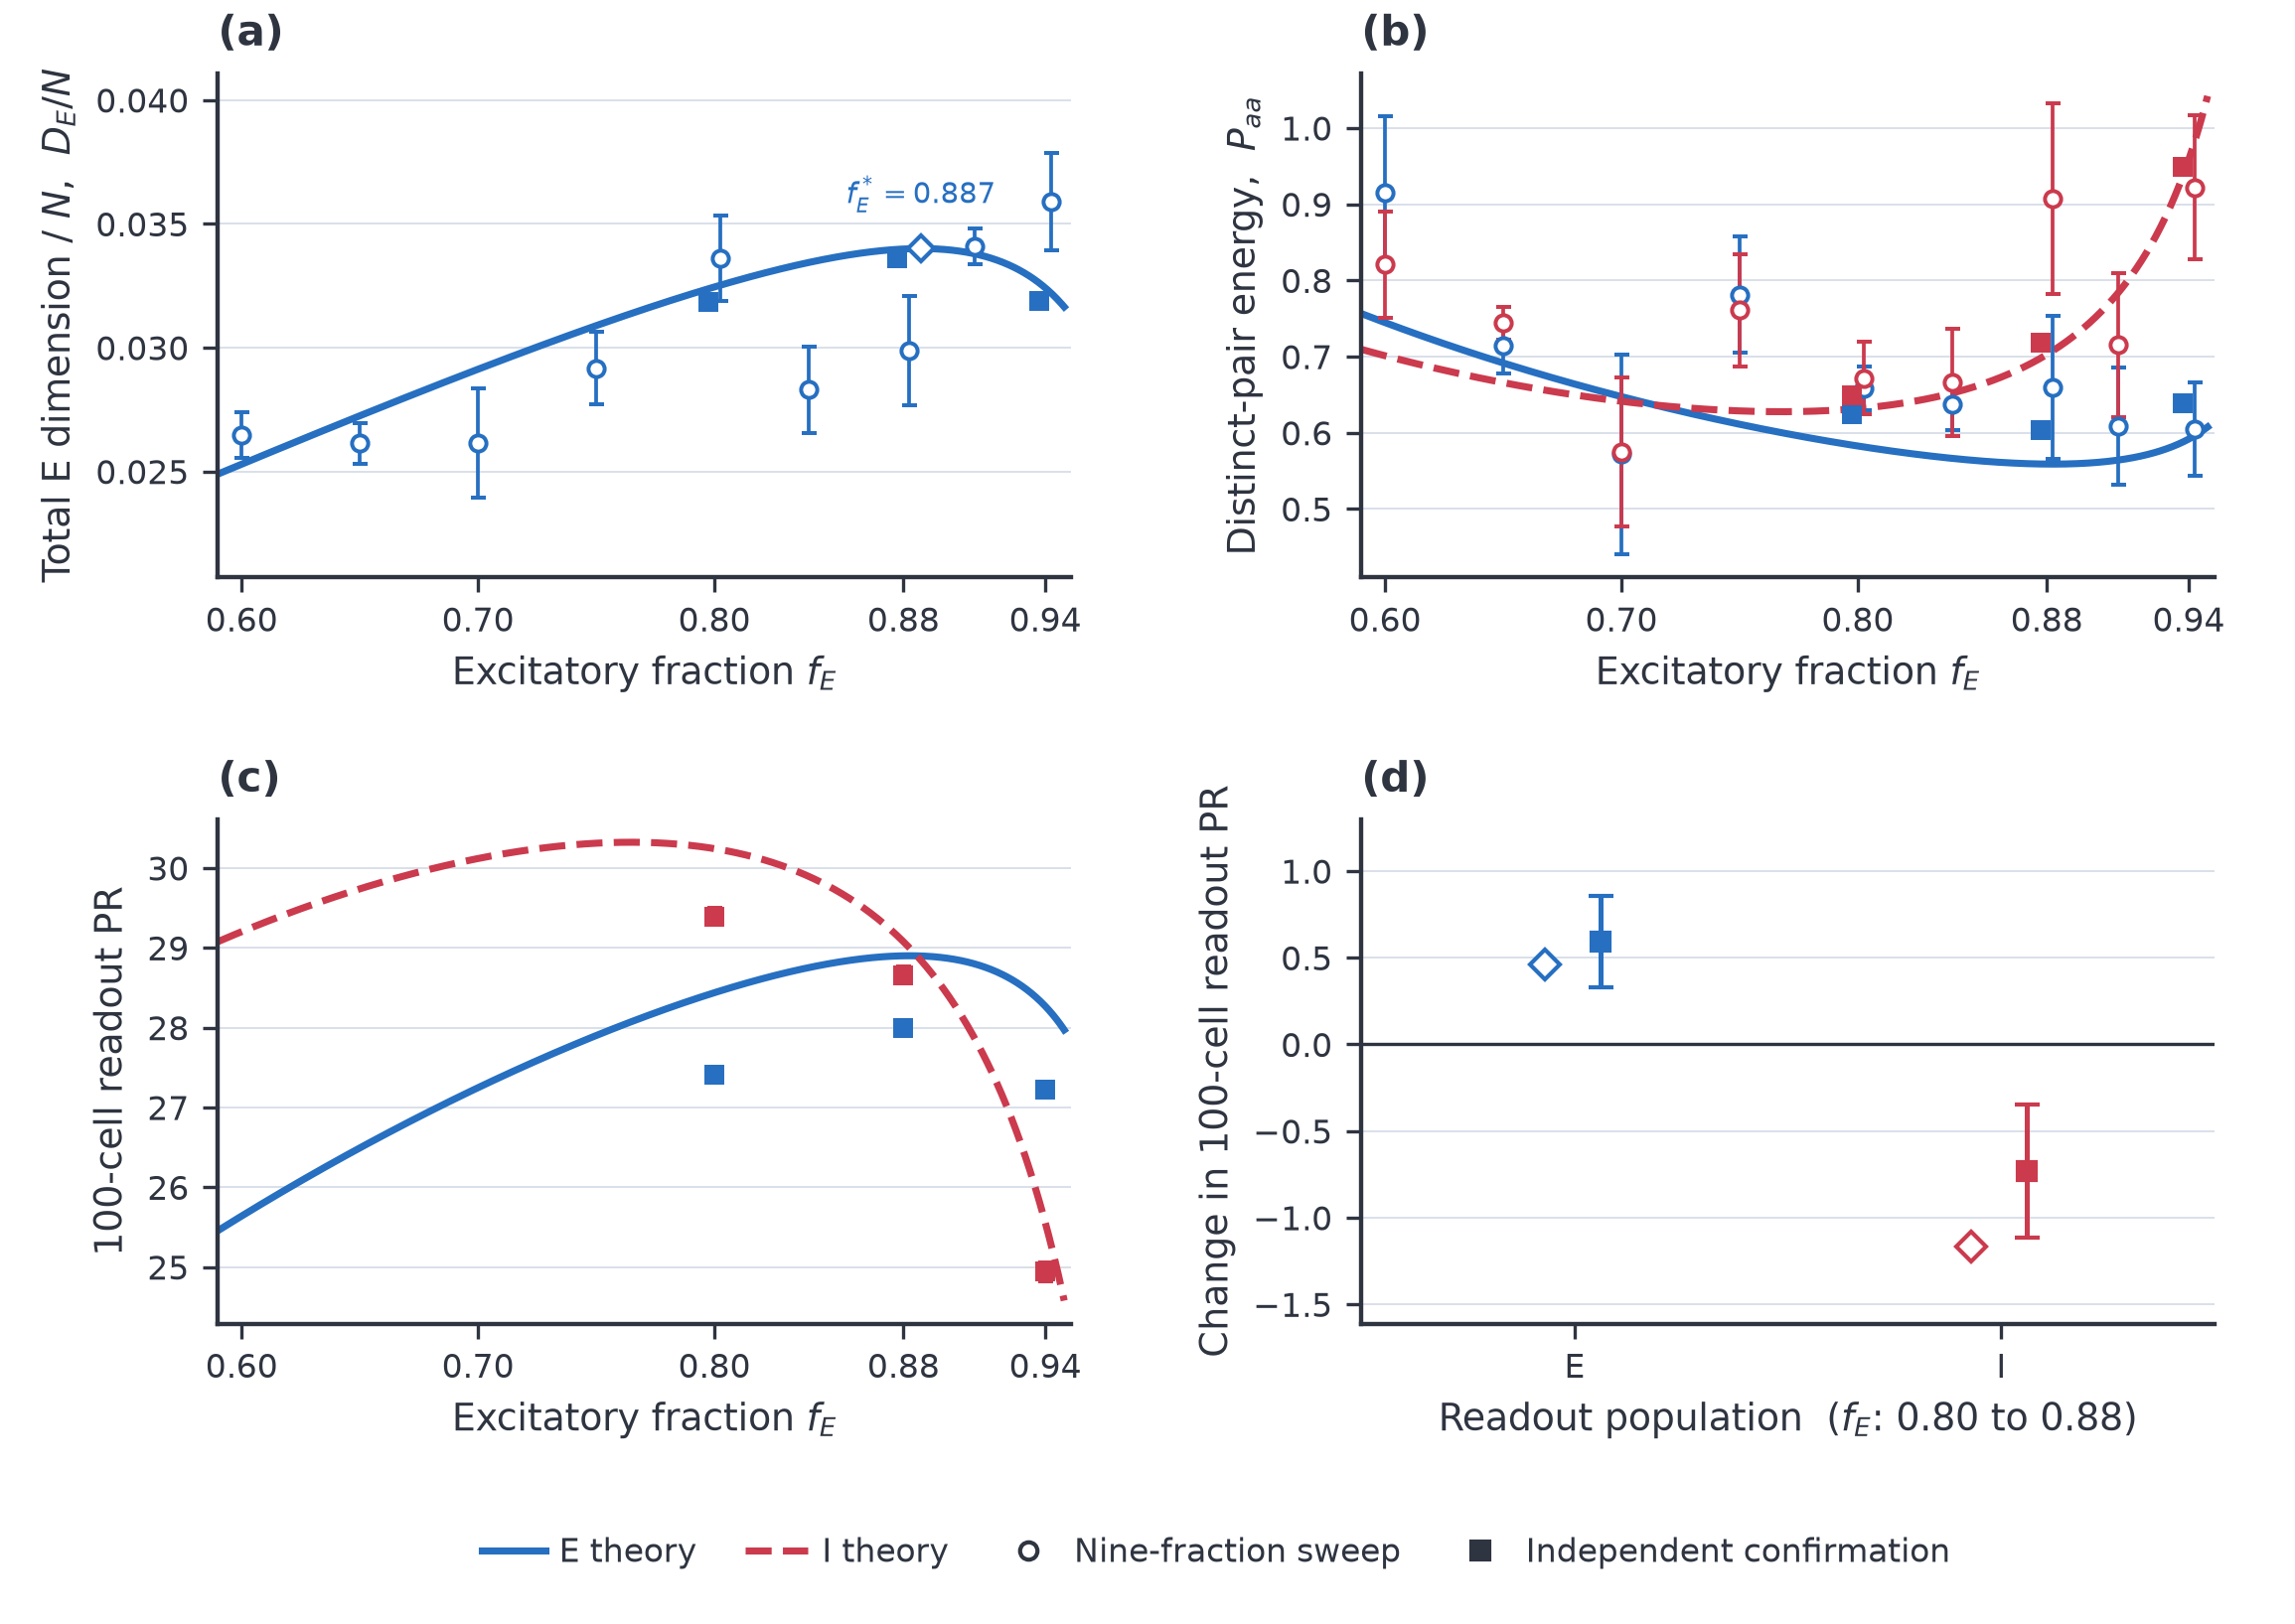 (a)
Total E dimension / N, D_E/N
0.040
0.035
0.030
0.025
f_E^* = 0.887
0.60 0.70 0.80 0.88 0.94
Excitatory fraction f_E
(b)
Distinct-pair energy, P_aa
1.0
0.9
0.8
0.7
0.6
0.5
0.60 0.70 0.80 0.88 0.94
Excitatory fraction f_E
(c)
100-cell readout PR
30
29
28
27
26
25
0.60 0.70 0.80 0.88 0.94
Excitatory fraction f_E
(d)
Change in 100-cell readout PR
1.0
0.5
0.0
−0.5
−1.0
−1.5
E I
Readout population (f_E: 0.80 to 0.88)
E theory I theory Nine-fraction sweep Independent confirmation